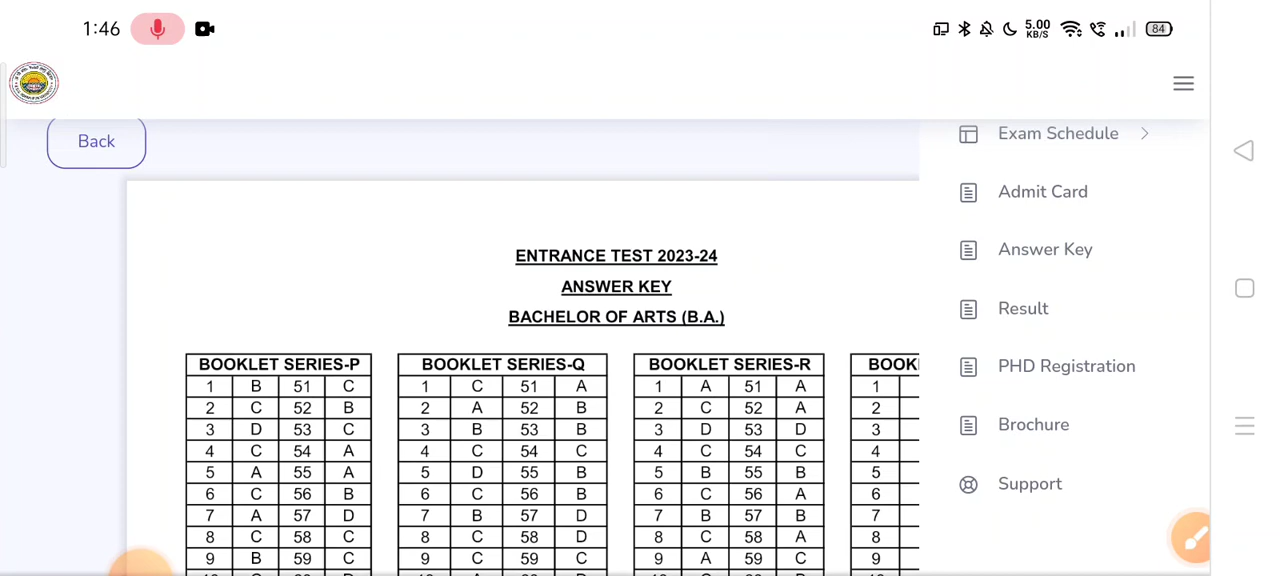 1:46 5.00 KB/S 84
Back
Exam Schedule
Admit Card
Answer Key
Result
PHD Registration
Brochure
Support
ENTRANCE TEST 2023-24
ANSWER KEY
BACHELOR OF ARTS (B.A.)
BOOKLET SERIES-P BOOKLET SERIES-Q BOOKLET SERIES-R
1 B 51 C 1 C 51 A 1 A 51 A 1
2 C 52 B 2 A 52 B 2 C 52 A 2
3 D 53 C 3 B 53 B 3 D 53 D 3
4 C 54 A 4 C 54 C 4 C 54 C 4
5 A 55 A 5 D 55 B 5 B 55 B 5
6 C 56 B 6 C 56 B 6 C 56 A 6
7 A 57 D 7 B 57 D 7 B 57 B 7
8 C 58 C 8 C 58 D 8 C 58 A 8
9 B 59 C 9 C 59 C 9 A 59 C 9